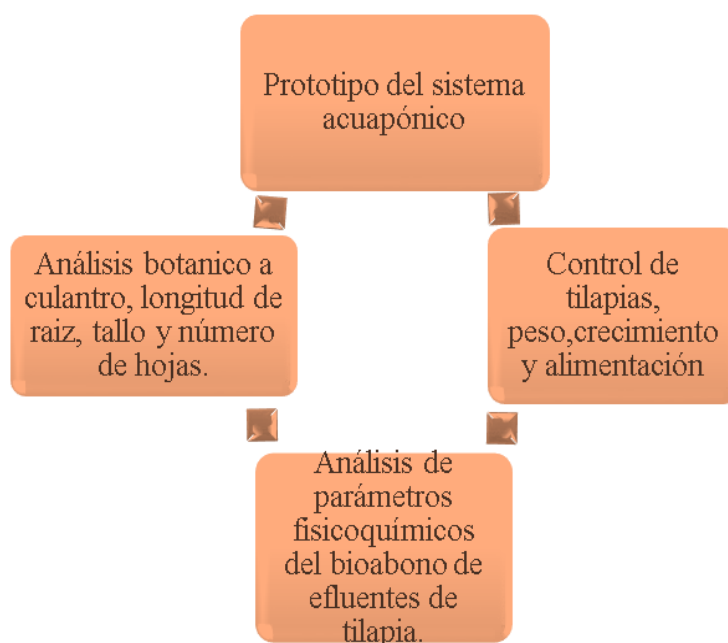 Prototipo del sistema
acuapónico
Análisis botanico a
culantro, longitud de
raiz, tallo y número
de hojas.
Control de
tilapias,
peso,crecimiento
y alimentación
Análisis de
parámetros
fisicoquímicos
del bioabono de
efluentes de
tilapia.